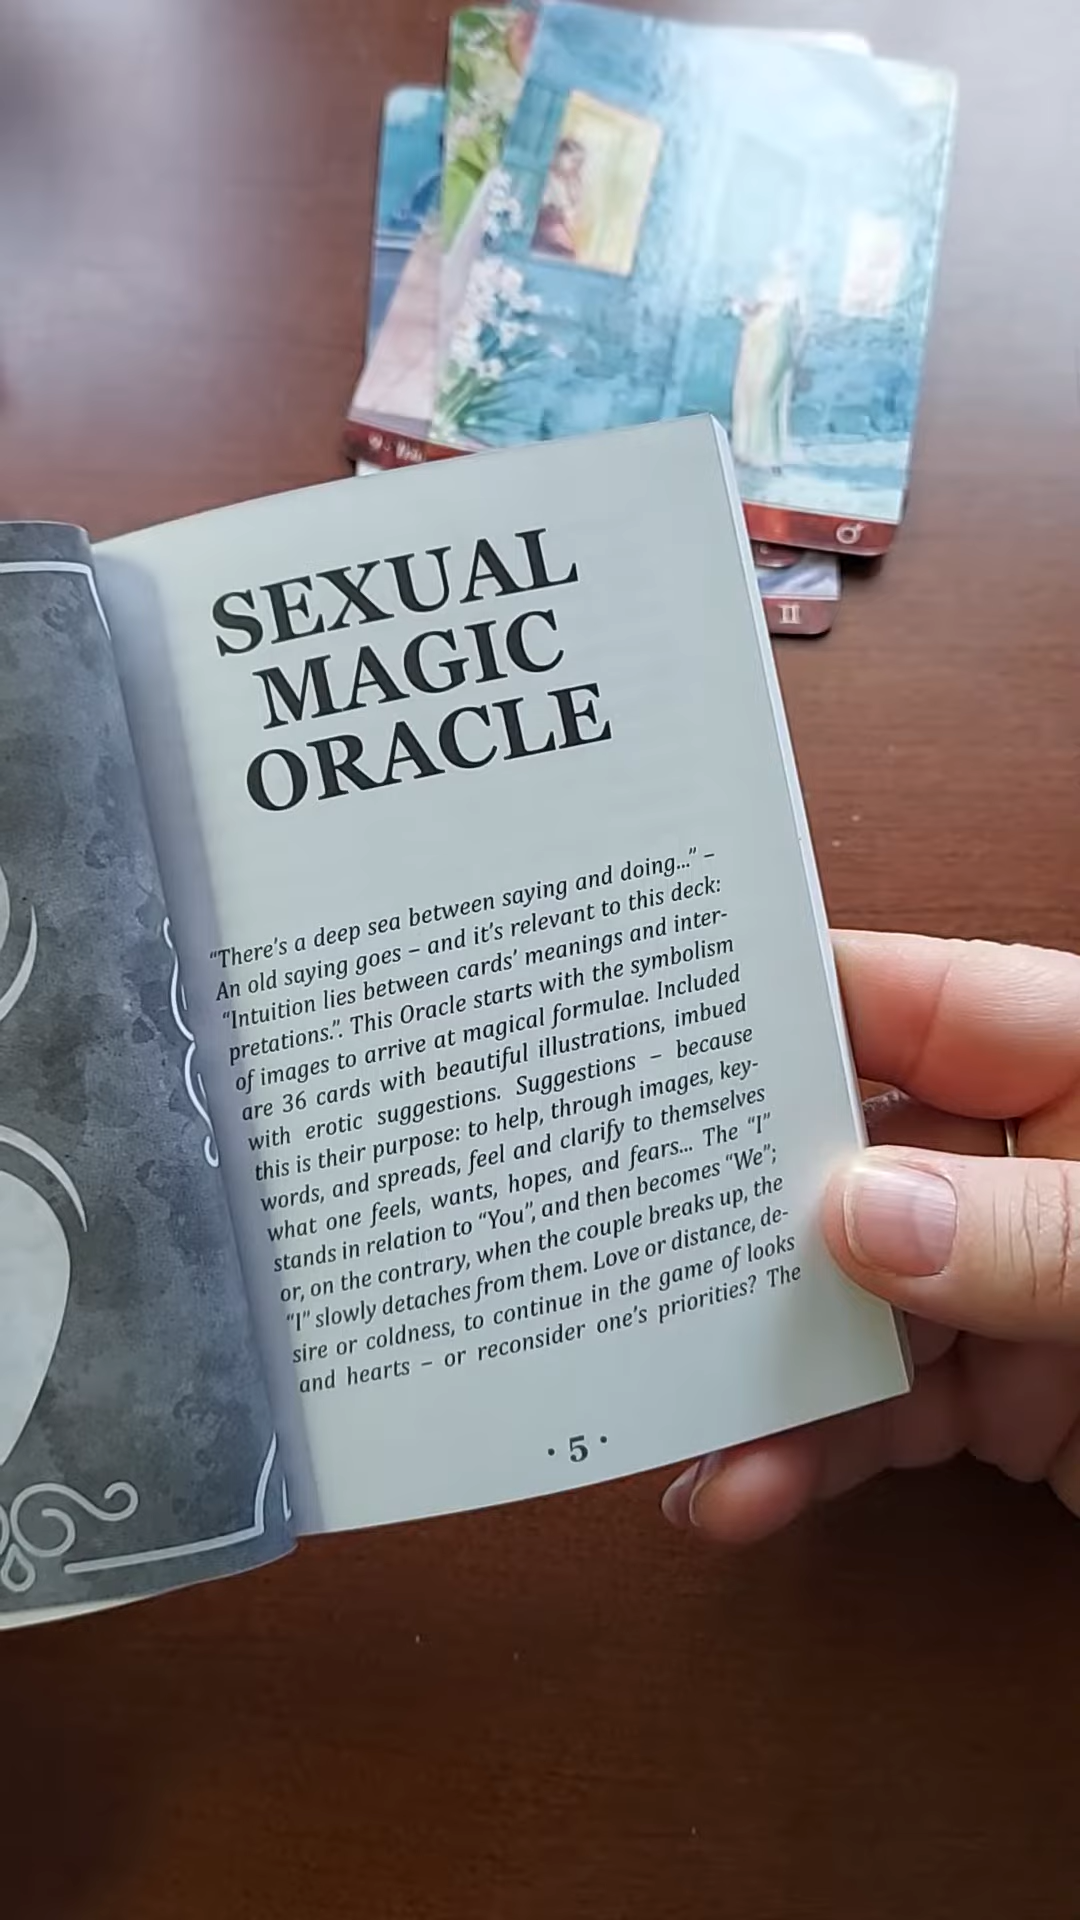 SEXUAL
MAGIC
ORACLE
“There’s a deep sea between saying and doing...” –
An old saying goes – and it’s relevant to this deck:
“Intuition lies between cards’ meanings and inter-
pretations.”. This Oracle starts with the symbolism
of images to arrive at magical formulae. Included
are 36 cards with beautiful illustrations, imbued
with erotic suggestions. Suggestions – because
this is their purpose: to help, through images, key-
words, and spreads, feel and clarify to themselves
what one feels, wants, hopes, and fears... The “I”
stands in relation to “You”, and then becomes “We”;
or, on the contrary, when the couple breaks up, the
“I” slowly detaches from them. Love or distance, de-
sire or coldness, to continue in the game of looks
and hearts – or reconsider one’s priorities? The
· 5 ·
II